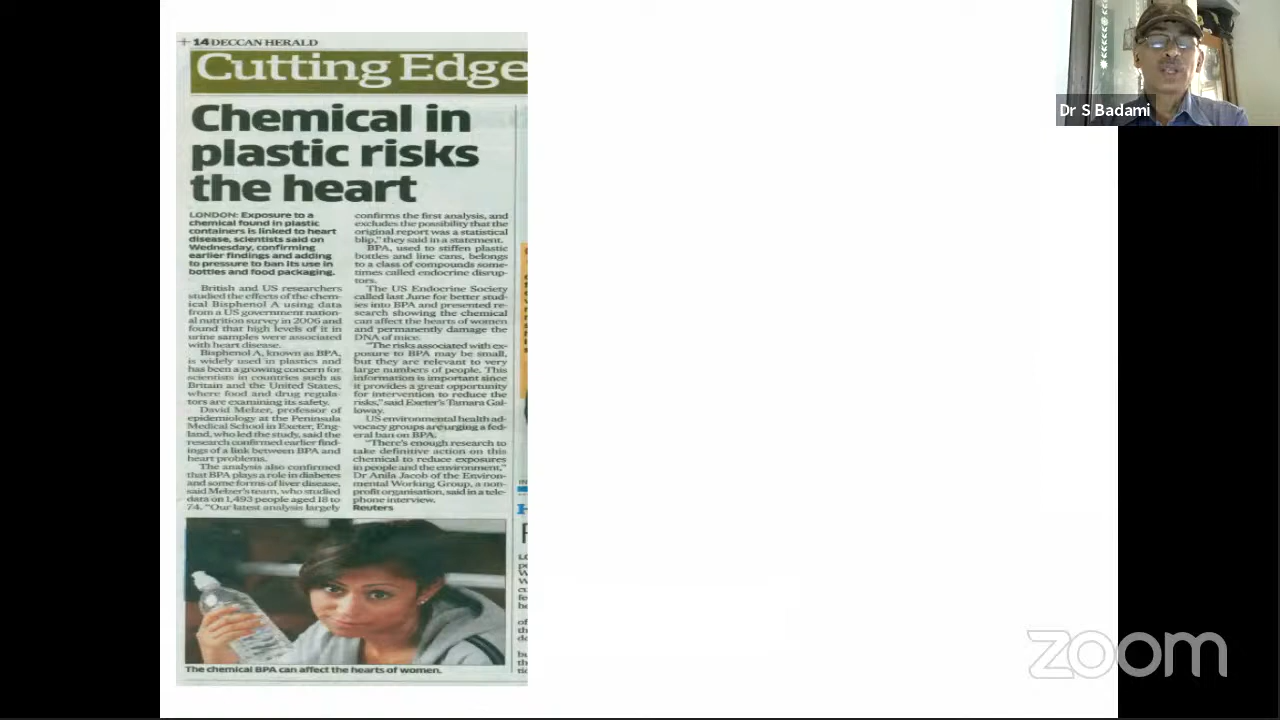 14 DECCAN HERALD
Cutting Edge
Chemical in
plastic risks
the heart
LONDON: Exposure to a
chemical found in plastic
containers is linked to heart
disease, scientists said on
Wednesday, confirming
earlier findings and adding
to pressure to ban its use in
bottles and food packaging.
British and US researchers
studied the effects of the chem-
ical Bisphenol A using data
from a US government nation-
al nutrition survey in 2006 and
found that high levels of it in
urine samples were associated
with heart disease.
Bisphenol A, known as BPA,
is widely used in plastics and
has been a growing concern for
scientists in countries such as
Britain and the United States,
where food and drug regula-
tors are examining its safety.
David Melzer, professor of
epidemiology at the Peninsula
Medical School in Exeter, Eng-
land, who led the study, said the
research confirmed earlier find-
ings of a link between BPA and
heart problems.
The analysis also confirmed
that BPA plays a role in diabetes
and some forms of liver disease,
said Melzer's team, who studied
data on 1,493 people aged 18 to
74. "Our latest analysis largely
confirms the first analysis, and
excludes the possibility that the
original report was a statistical
blip," they said in a statement.
BPA, used to stiffen plastic
bottles and line cans, belongs
to a class of compounds some-
times called endocrine disrup-
tors.
The US Endocrine Society
called last June for better stud-
ies into BPA and presented re-
search showing the chemical
can affect the hearts of women
and permanently damage the
DNA of mice.
"The risks associated with ex-
posure to BPA may be small,
but they are relevant to very
large numbers of people. This
information is important since
it provides a great opportunity
for intervention to reduce the
risks," said Exeter's Tamara Gal-
loway.
US environmental health ad-
vocacy groups are urging a fed-
eral ban on BPA.
"There's enough research to
take definitive action on this
chemical to reduce exposures
in people and the environment,"
Dr Anila Jacob of the Environ-
mental Working Group, a non-
profit organisation, said in a tele-
phone interview.
Reuters
The chemical BPA can affect the hearts of women.
Dr S Badami
zoom